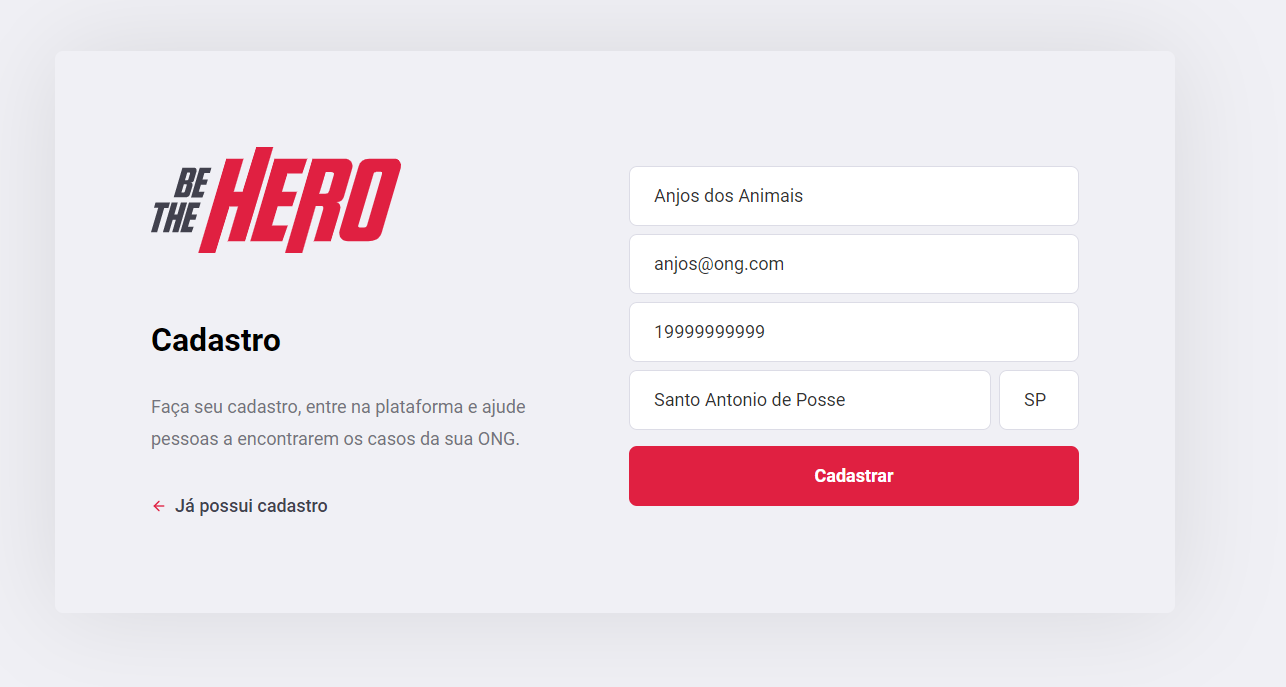 BE
THE HERO
Cadastro
Faça seu cadastro, entre na plataforma e ajude
pessoas a encontrarem os casos da sua ONG.
Já possui cadastro
Anjos dos Animais
anjos@ong.com
19999999999
Santo Antonio de Posse
SP
Cadastrar